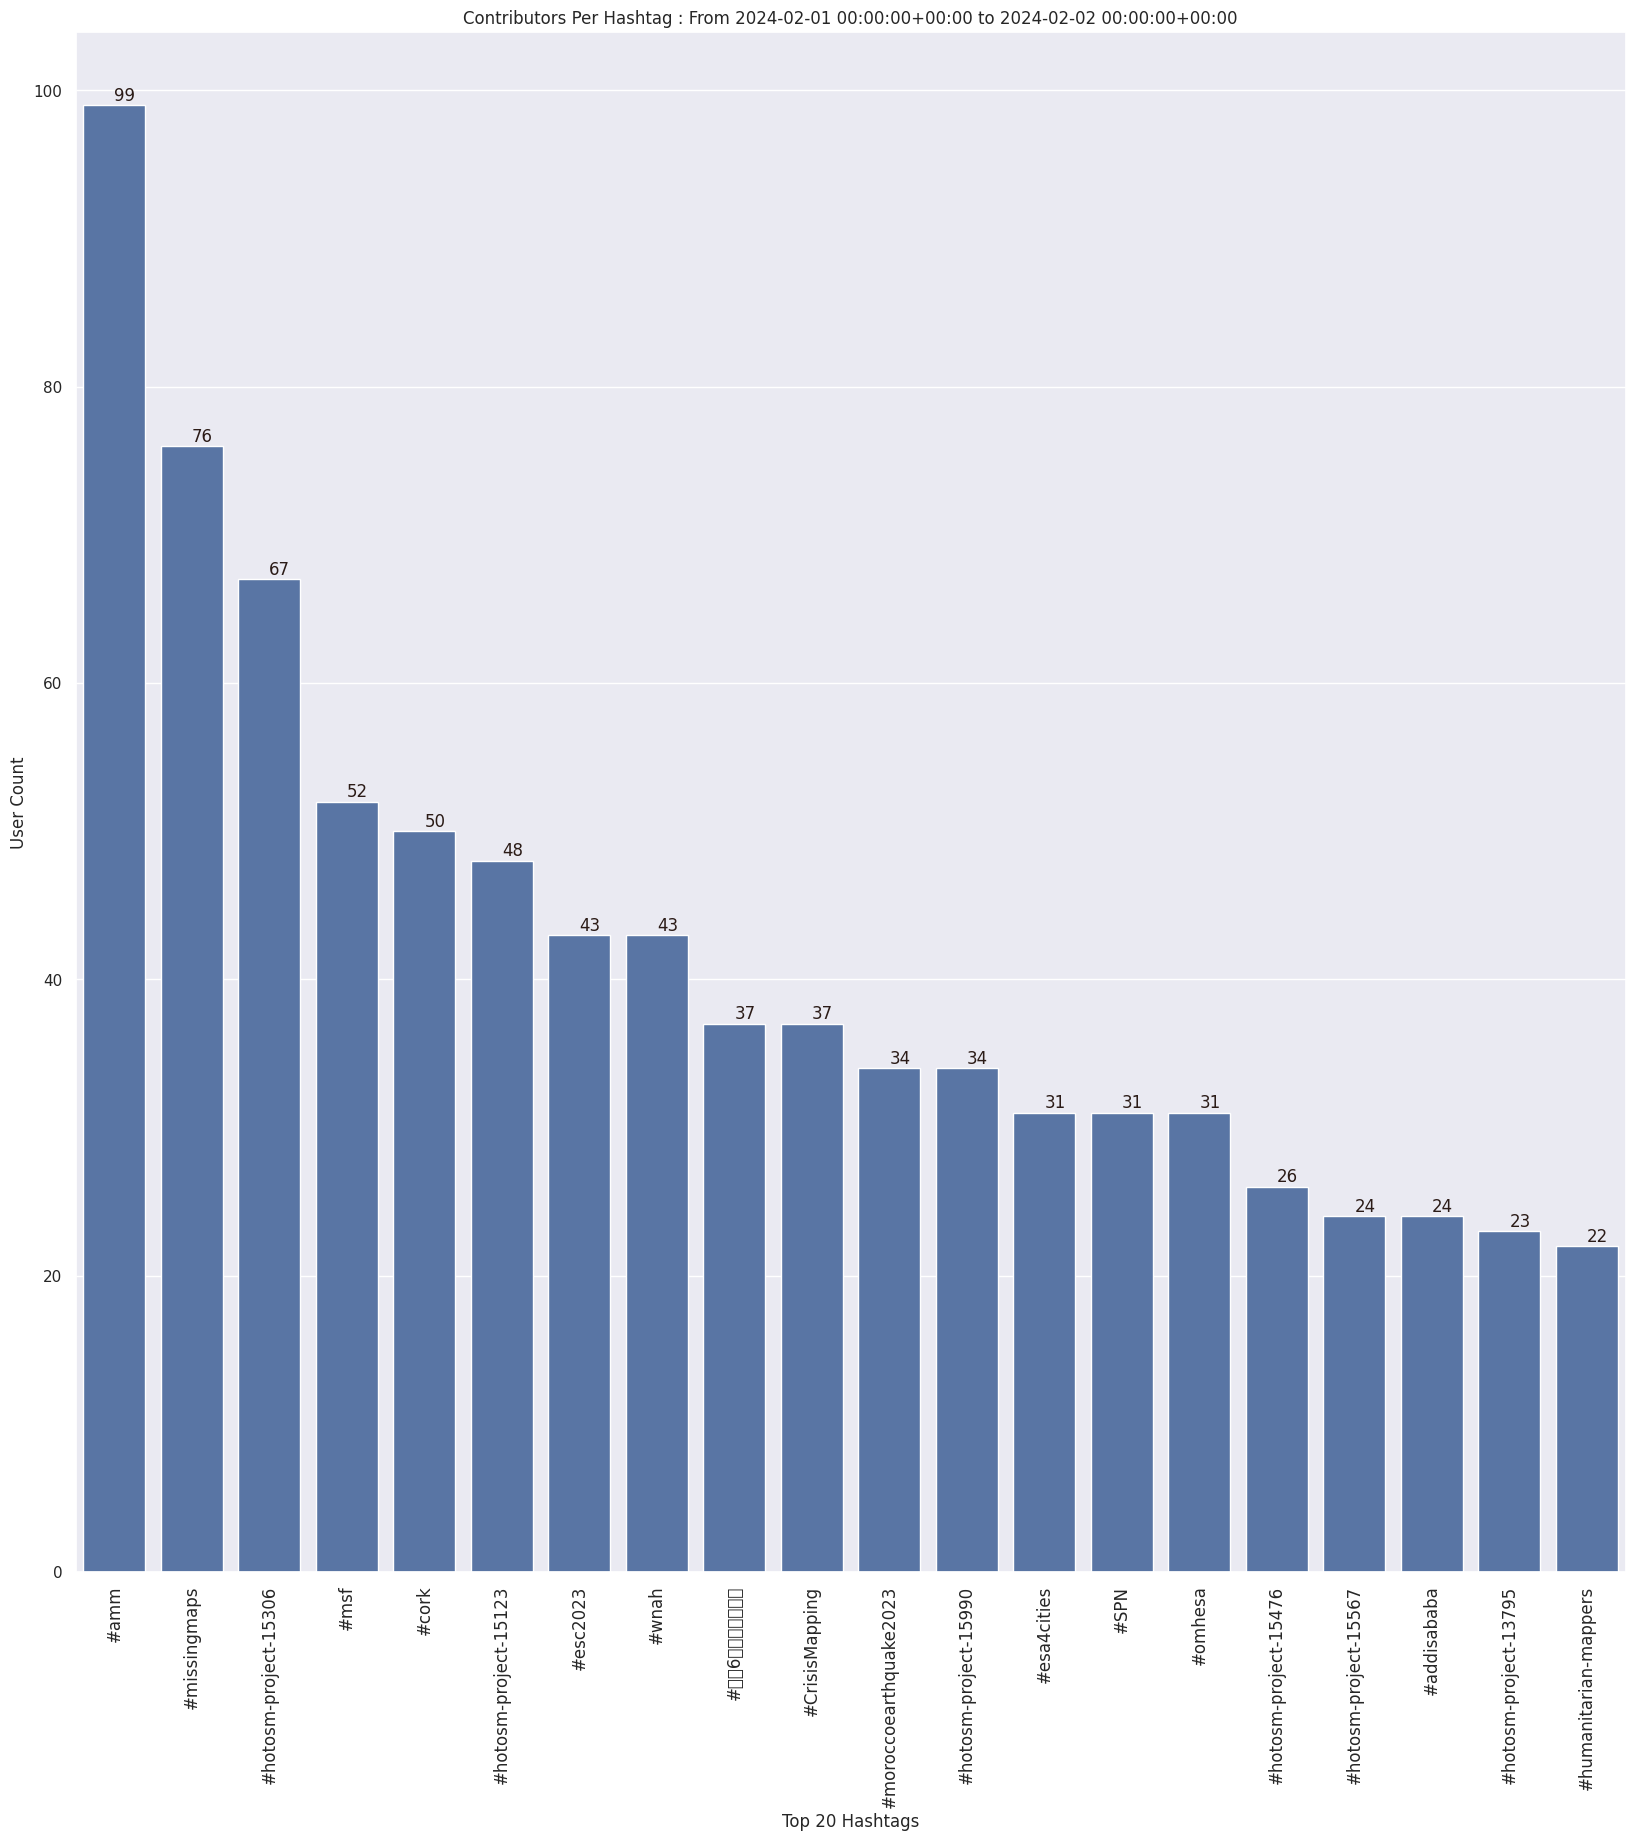 Contributors Per Hashtag : From 2024-02-01 00:00:00+00:00 to 2024-02-02 00:00:00+00:00
100
80
60
40
20
0
User Count
99
76
67
52
50
48
43
43
37
37
34
34
31
31
31
26
24
24
23
22
#amm
#missingmaps
#hotosm-project-15306
#msf
#cork
#hotosm-project-15123
#esc2023
#wnah
#CrisisMapping
#moroccoearthquake2023
#hotosm-project-15990
#esa4cities
#SPN
#omhesa
#hotosm-project-15476
#hotosm-project-15567
#addisababa
#hotosm-project-13795
#humanitarian-mappers
Top 20 Hashtags